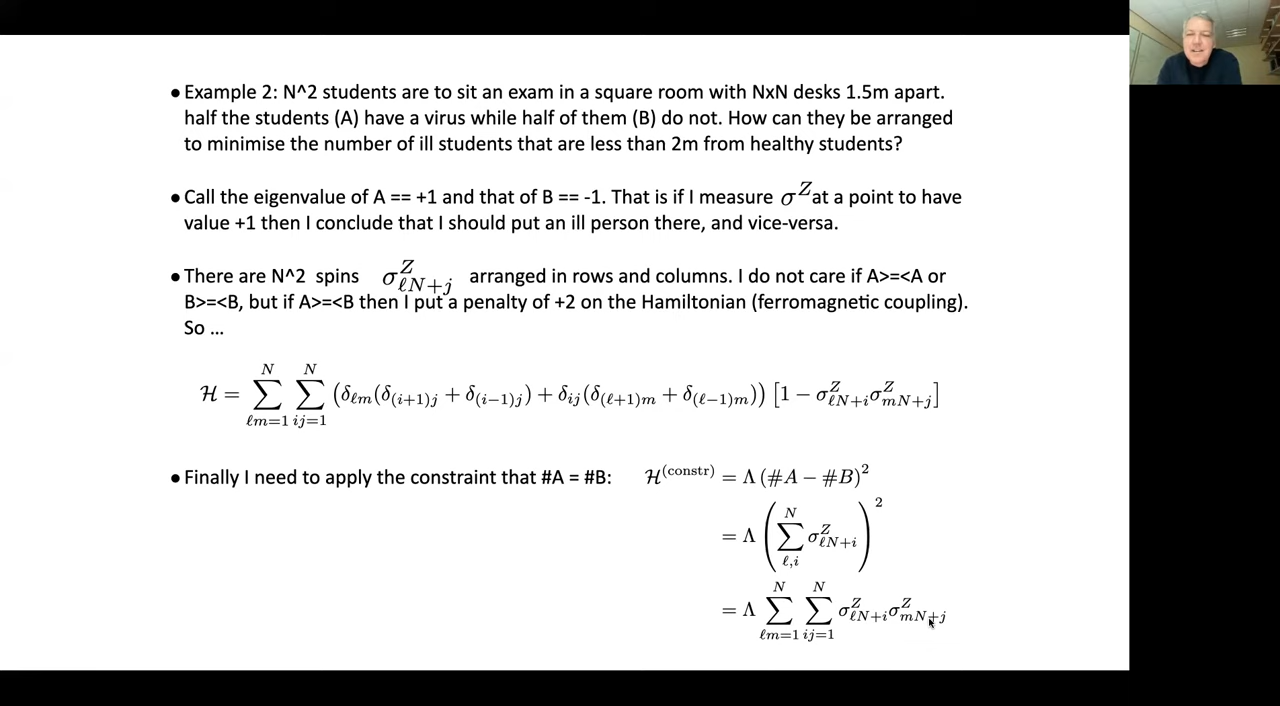 ● Example 2: N^2 students are to sit an exam in a square room with NxN desks 1.5m apart.
half the students (A) have a virus while half of them (B) do not. How can they be arranged
to minimise the number of ill students that are less than 2m from healthy students?
● Call the eigenvalue of A == +1 and that of B == -1. That is if I measure σ^Z at a point to have
value +1 then I conclude that I should put an ill person there, and vice-versa.
● There are N^2 spins σ^Z_{ℓN+j} arranged in rows and columns. I do not care if A>=<A or
B>=<B, but if A>=<B then I put a penalty of +2 on the Hamiltonian (ferromagnetic coupling).
So ...
ℋ = ∑_{ℓm=1}^{N} ∑_{ij=1}^{N} (δ_{ℓm}(δ_{(i+1)j} + δ_{(i−1)j}) + δ_{ij}(δ_{(ℓ+1)m} + δ_{(ℓ−1)m})) [1 − σ^Z_{ℓN+i}σ^Z_{mN+j}]
● Finally I need to apply the constraint that #A = #B: ℋ^{(constr)} = Λ (#A − #B)^2
= Λ (∑_{ℓ,i}^{N} σ^Z_{ℓN+i})^2
= Λ ∑_{ℓm=1}^{N} ∑_{ij=1}^{N} σ^Z_{ℓN+i}σ^Z_{mN+j}